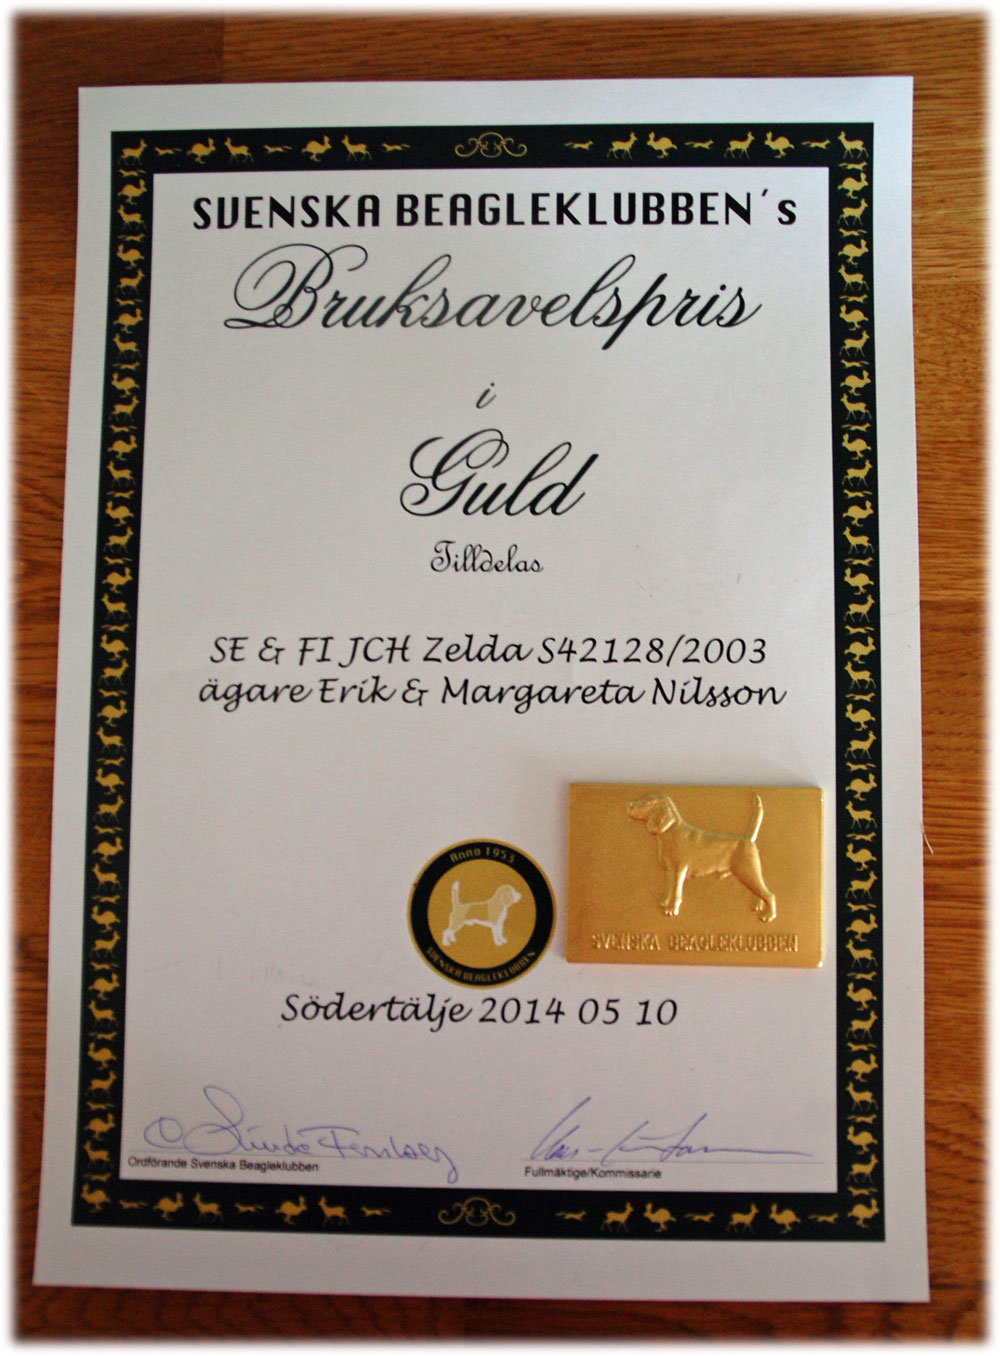 SVENSKA BEAGLEKLUBBEN´s
Bruksavelspris
i
Guld
Tilldelas
SE & FI JCH Zelda S42128/2003
ägare Erik & Margareta Nilsson
Anno 1953
SVENSKA BEAGLEKLUBBEN
SVENSKA BEAGLEKLUBBEN
Södertälje 2014 05 10
Ordförande Svenska Beagleklubben
Fullmäktige/Kommissarie